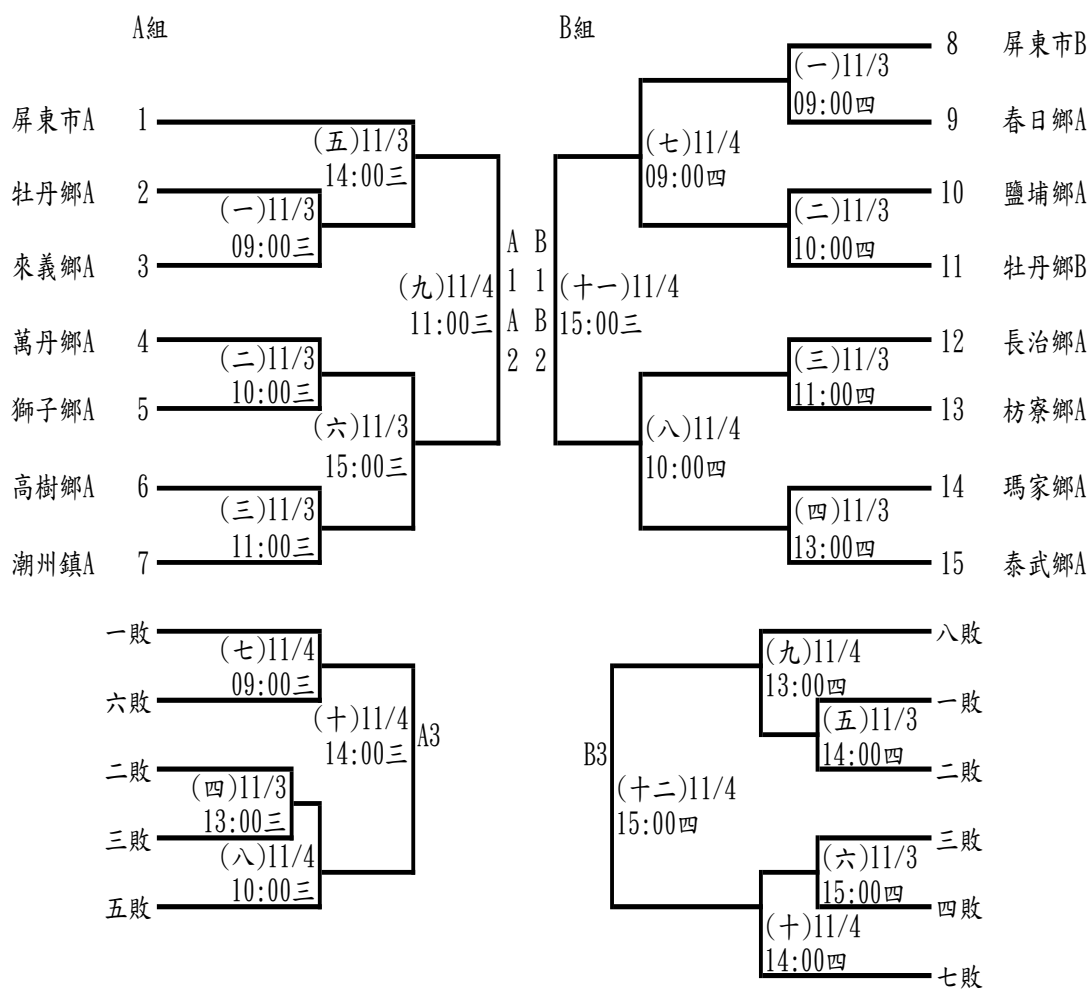 A組
屏東市A 1
牡丹鄉A 2
來義鄉A 3
萬丹鄉A 4
獅子鄉A 5
高樹鄉A 6
潮州鎮A 7
(一)11/3
09:00三
(二)11/3
10:00三
(三)11/3
11:00三
(五)11/3
14:00三
(六)11/3
15:00三
(九)11/4
11:00三
A1A2
B組
B1B2
(十一)11/4
15:00三
(七)11/4
09:00四
(八)11/4
10:00四
(一)11/3
09:00四
(二)11/3
10:00四
(三)11/3
11:00四
(四)11/3
13:00四
8 屏東市B
9 春日鄉A
10 鹽埔鄉A
11 牡丹鄉B
12 長治鄉A
13 枋寮鄉A
14 瑪家鄉A
15 泰武鄉A
一敗
六敗
二敗
三敗
五敗
(七)11/4
09:00三
(四)11/3
13:00三
(八)11/4
10:00三
(十)11/4
14:00三
A3
B3
(十二)11/4
15:00四
(九)11/4
13:00四
(五)11/3
14:00四
(六)11/3
15:00四
(十)11/4
14:00四
八敗
一敗
二敗
三敗
四敗
七敗